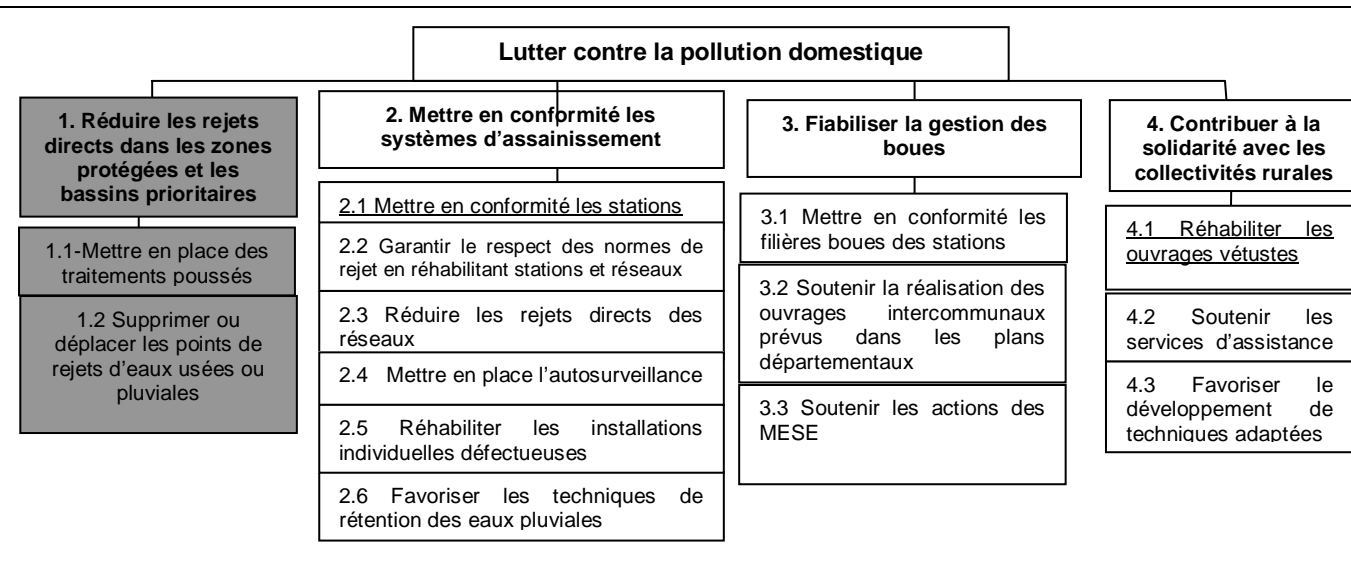 Lutter contre la pollution domestique
1. Réduire les rejets
directs dans les zones
protégées et les
bassins prioritaires
1.1-Mettre en place des
traitements poussés
1.2 Supprimer ou
déplacer les points de
rejets d'eaux usées ou
pluviales
2. Mettre en conformité les
systèmes d'assainissement
2.1 Mettre en conformité les stations
2.2 Garantir le respect des normes de
rejet en réhabilitant stations et réseaux
2.3 Réduire les rejets directs des
réseaux
2.4 Mettre en place l'autosurveillance
2.5 Réhabiliter les installations
individuelles défectueuses
2.6 Favoriser les techniques de
rétention des eaux pluviales
3. Fiabiliser la gestion des
boues
3.1 Mettre en conformité les
filières boues des stations
3.2 Soutenir la réalisation des
ouvrages intercommunaux
prévus dans les plans
départementaux
3.3 Soutenir les actions des
MESE
4. Contribuer à la
solidarité avec les
collectivités rurales
4.1 Réhabiliter les
ouvrages vétustes
4.2 Soutenir les
services d'assistance
4.3 Favoriser le
développement de
techniques adaptées